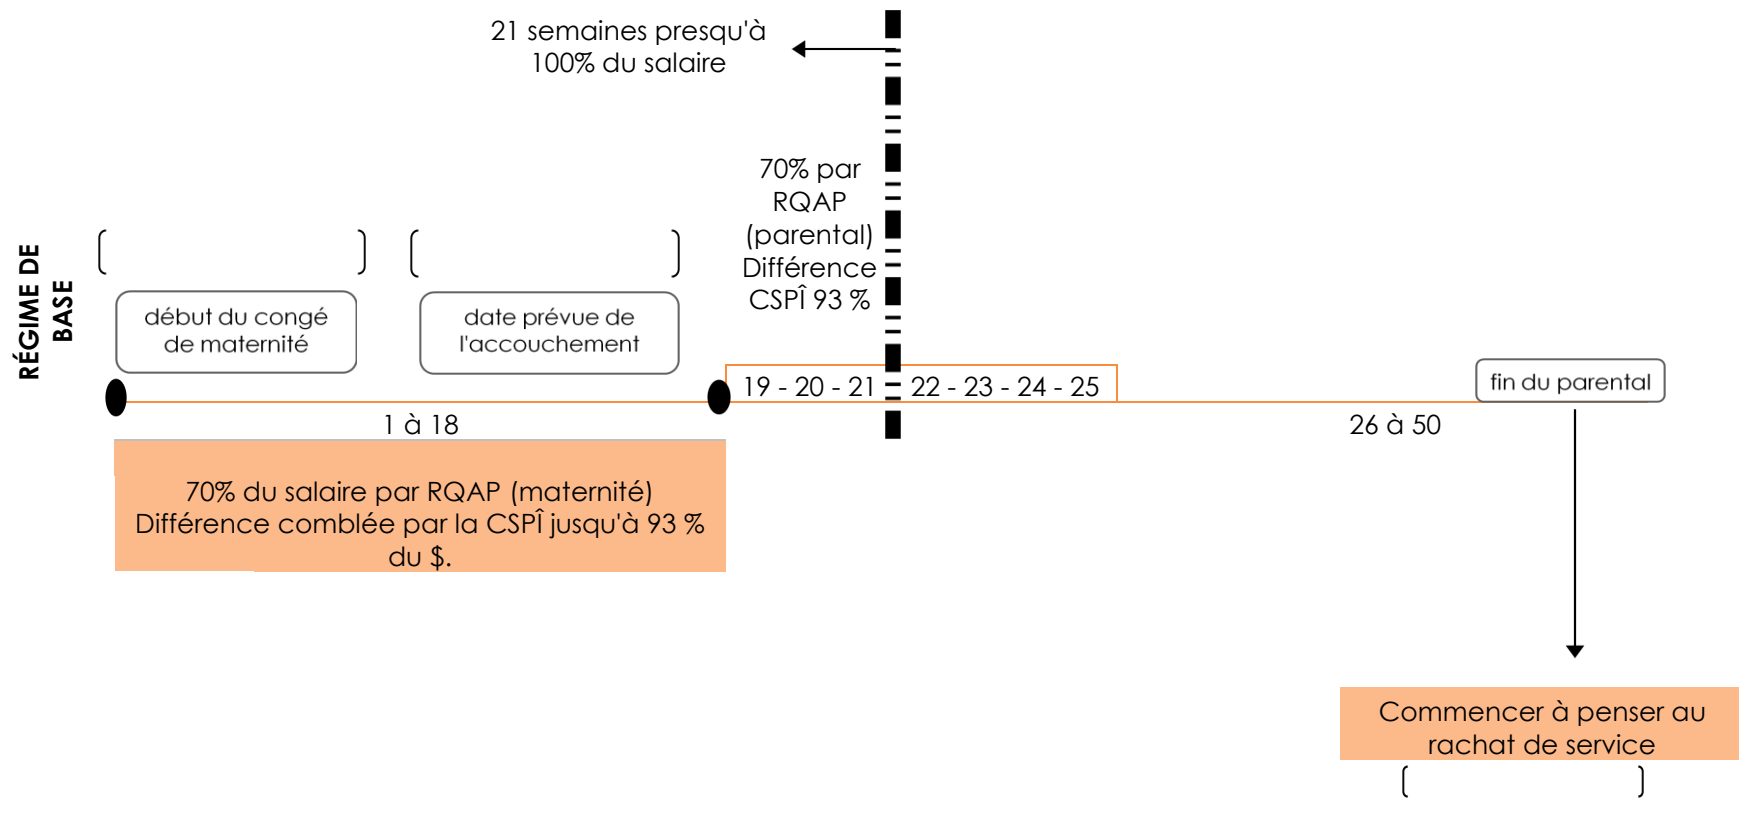 21 semaines presqu'à
100% du salaire
70% par
RQAP
(parental)
Différence
CSPÎ 93 %
RÉGIME DE
BASE
début du congé
de maternité
date prévue de
l'accouchement
19 - 20 - 21
22 - 23 - 24 - 25
fin du parental
1 à 18
26 à 50
70% du salaire par RQAP (maternité)
Différence comblée par la CSPÎ jusqu'à 93 %
du $.
Commencer à penser au
rachat de service